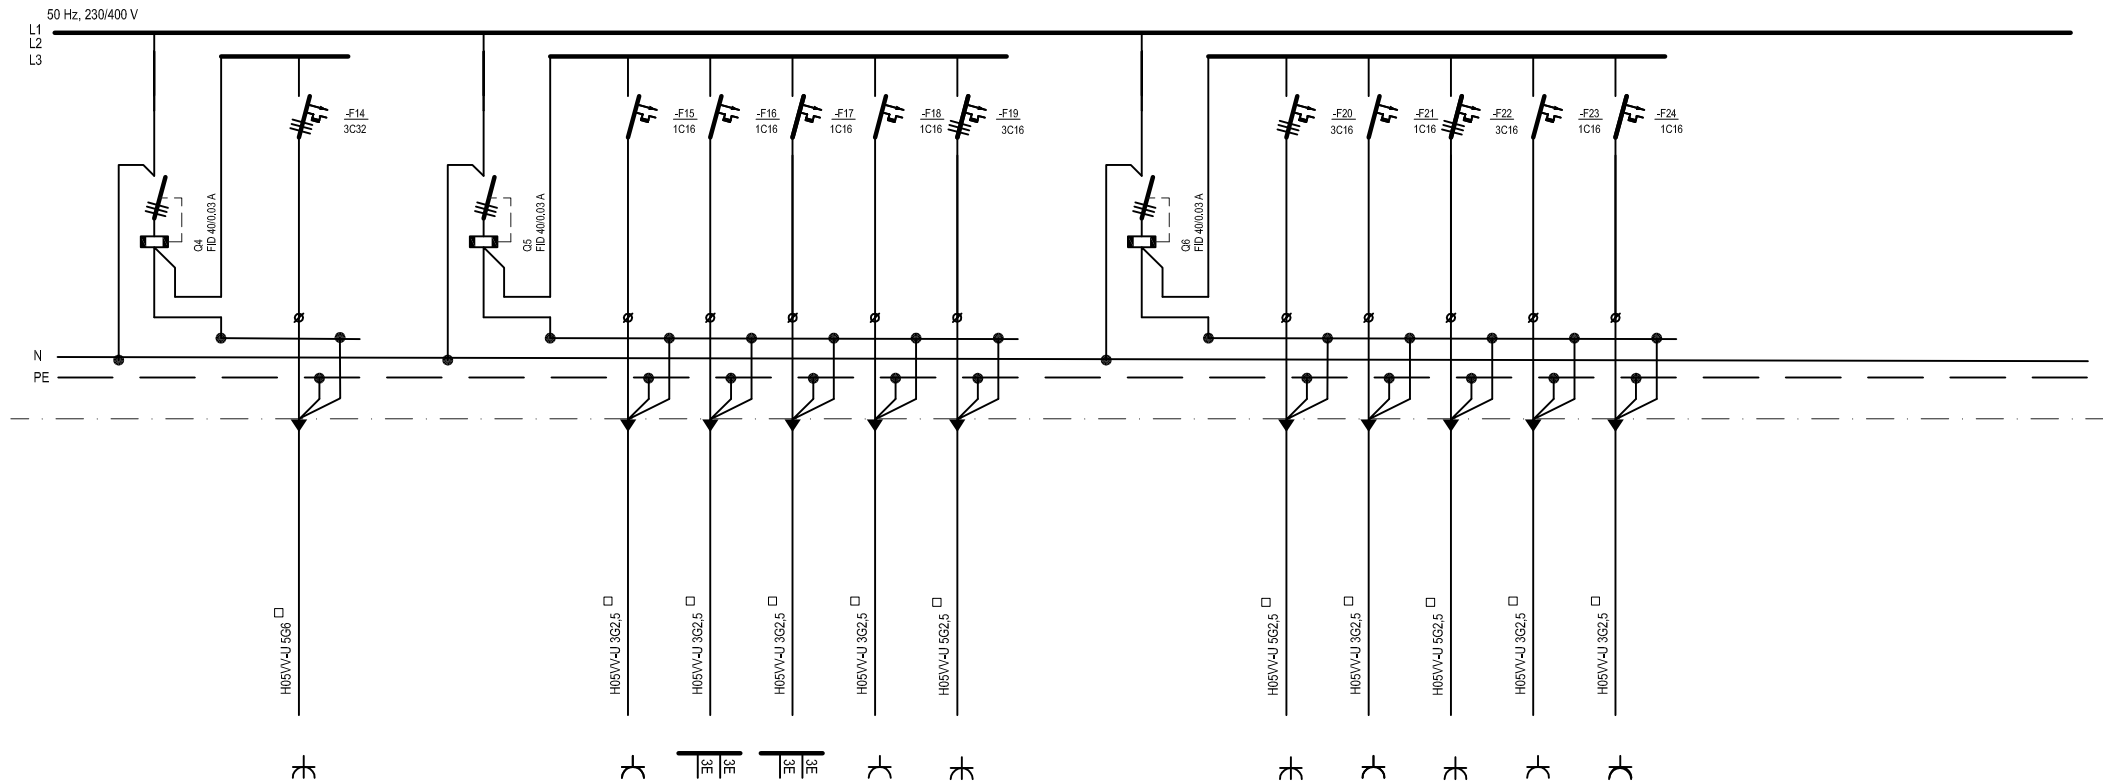 50 Hz, 230/400 V
L1
L2
L3
-F14
3C32
-F15
1C16
-F16
1C16
-F17
1C16
-F18
1C16
-F19
3C16
-F20
3C16
-F21
1C16
-F22
3C16
-F23
1C16
-F24
1C16
Q4
FID 40/0.03 A
Q5
FID 40/0.03 A
Q6
FID 40/0.03 A
N
PE
H05VV-U 5G6
H05VV-U 3G2,5
H05VV-U 3G2,5
H05VV-U 3G2,5
H05VV-U 3G2,5
H05VV-U 5G2,5
H05VV-U 5G2,5
H05VV-U 3G2,5
H05VV-U 5G2,5
H05VV-U 3G2,5
H05VV-U 3G2,5
3E
3E
3E
3E